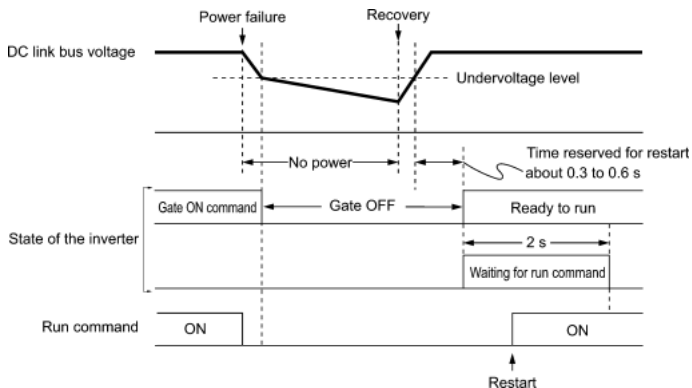 Power failure
Recovery
DC link bus voltage
Undervoltage level
No power
Time reserved for restart
about 0.3 to 0.6 s
Gate ON command
Gate OFF
Ready to run
State of the inverter
2 s
Waiting for run command
Run command
ON
ON
Restart